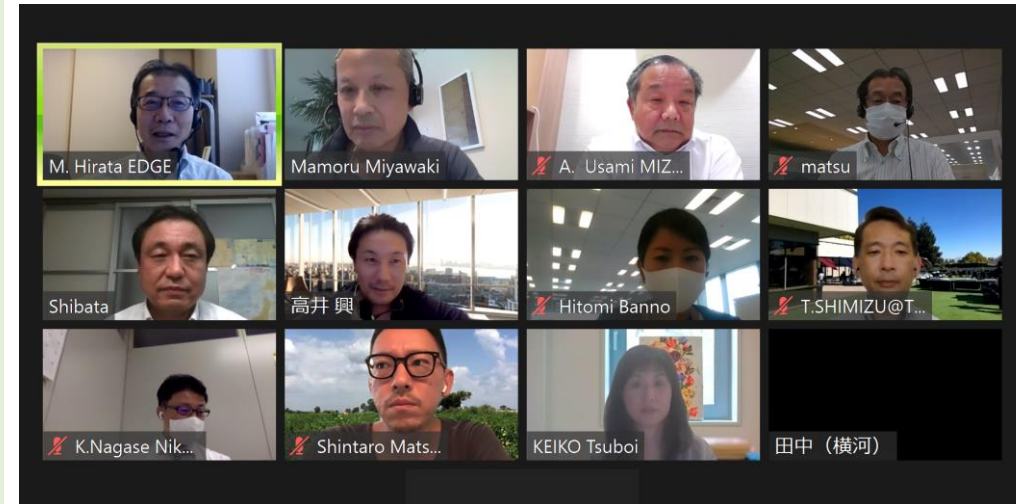 M. Hirata EDGE
Mamoru Miyawaki
A. Usami MIZ...
matsu
Shibata
高井 興
Hitomi Banno
T.SHIMIZU@T...
K.Nagase Nik...
Shintaro Mats...
KEIKO Tsuboi
田中（横河）